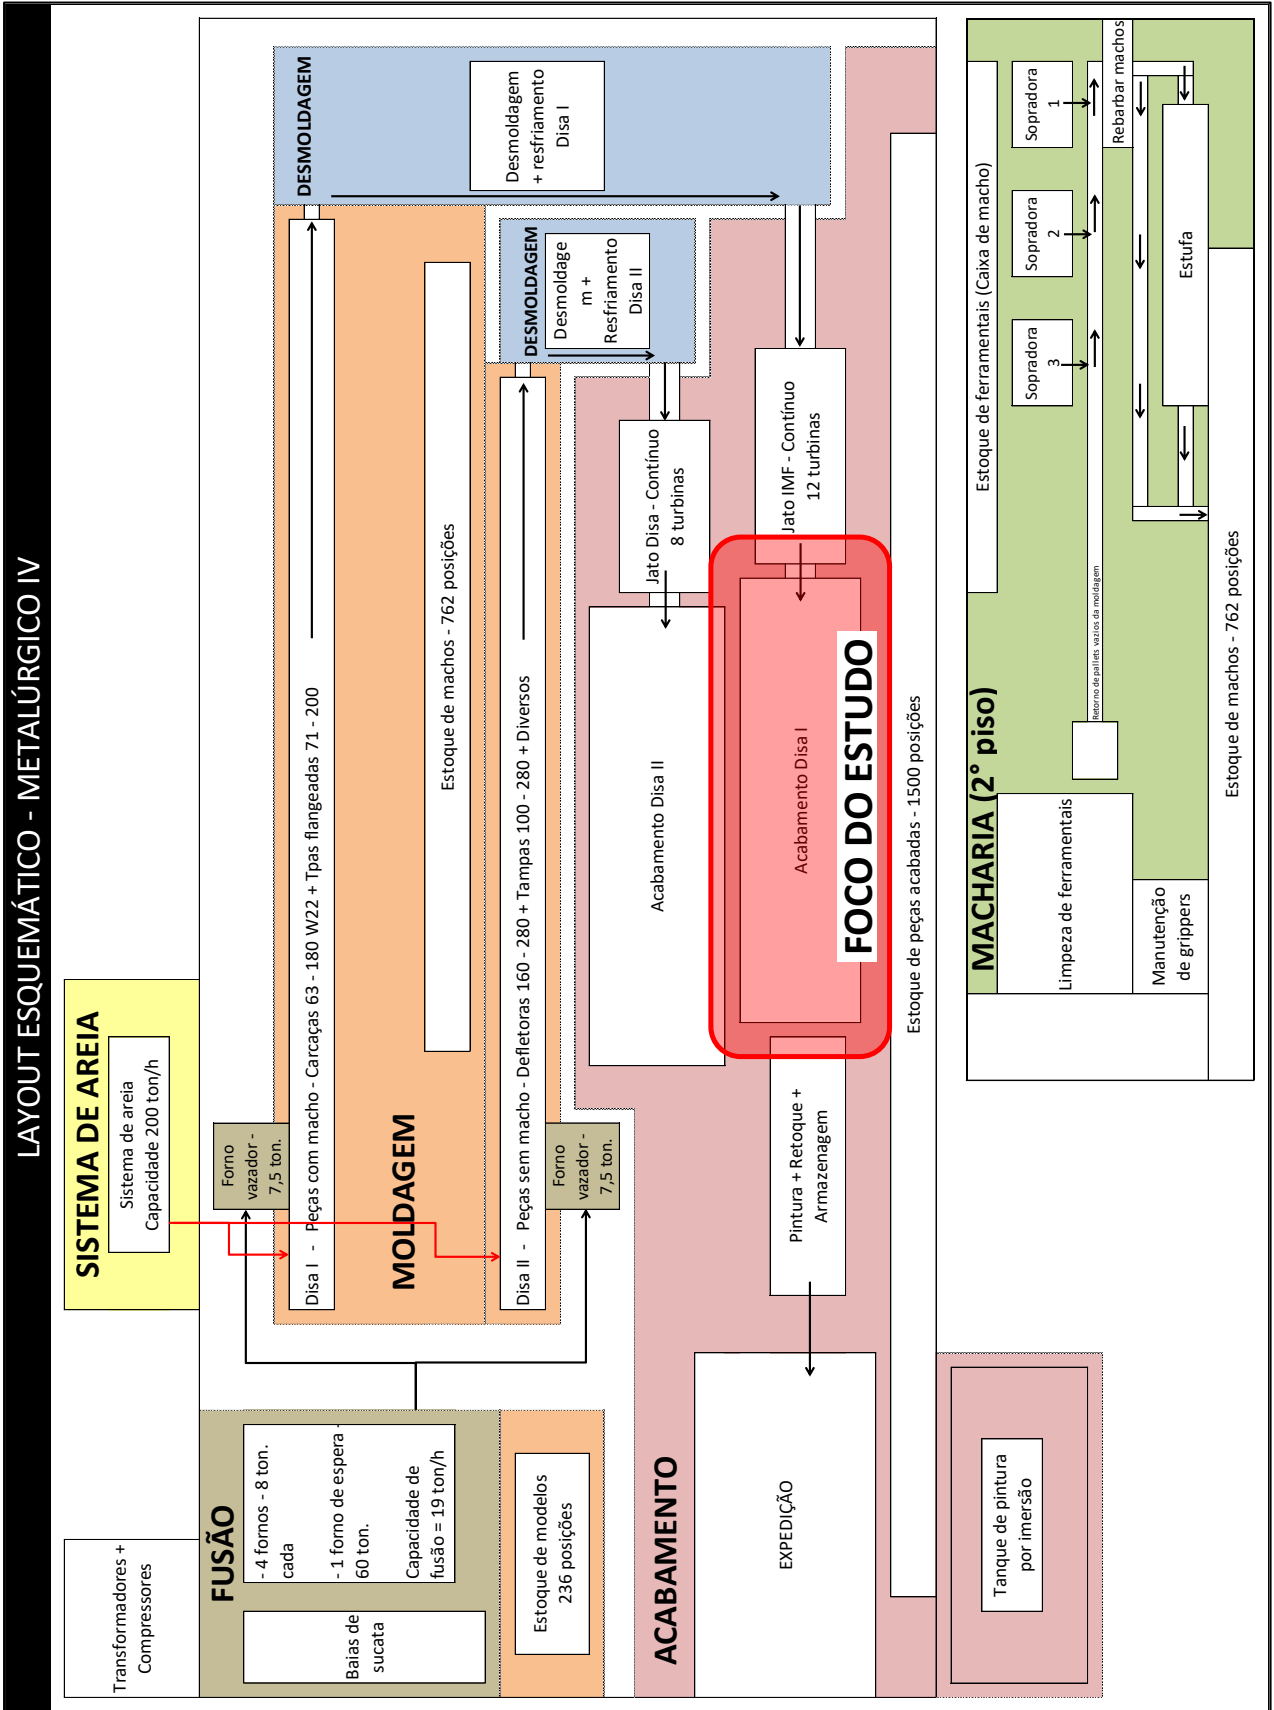 LAYOUT ESQUEMÁTICO - METALÚRGICO IV
Transformadores +
Compressores
SISTEMA DE AREIA
Sistema de areia
Capacidade 200 ton/h
FUSÃO
- 4 fornos - 8 ton.
cada
- 1 forno de espera -
60 ton.
Capacidade de
fusão = 19 ton/h
Baias de
sucata
Estoque de modelos
236 posições
Forno
vazador -
7,5 ton.
MOLDAGEM
Disa I - Peças com macho - Carcaças 63 - 180 W22 + Tpas flangeadas 71 - 200
Estoque de machos - 762 posições
Disa II - Peças sem macho - Defletoras 160 - 280 + Tampas 100 - 280 + Diversos
Forno
vazador -
7,5 ton.
DESMOLDAGEM
Desmoldagem
+ resfriamento
Disa I
DESMOLDAGEM
Desmoldage
m +
Resfriamento
Disa II
ACABAMENTO
Jato Disa - Contínuo
8 turbinas
Acabamento Disa II
Jato IMF - Contínuo
12 turbinas
Acabamento Disa I
FOCO DO ESTUDO
Pintura + Retoque +
Armazenagem
EXPEDIÇÃO
Estoque de peças acabadas - 1500 posições
Tanque de pintura
por imersão
MACHARIA (2° piso)
Estoque de ferramentais (Caixa de macho)
Sopradora
1
Sopradora
2
Sopradora
3
Rebarbar machos
Retorno de pallets vazios da moldagem
Estufa
Limpeza de ferramentais
Manutenção
de grippers
Estoque de machos - 762 posições